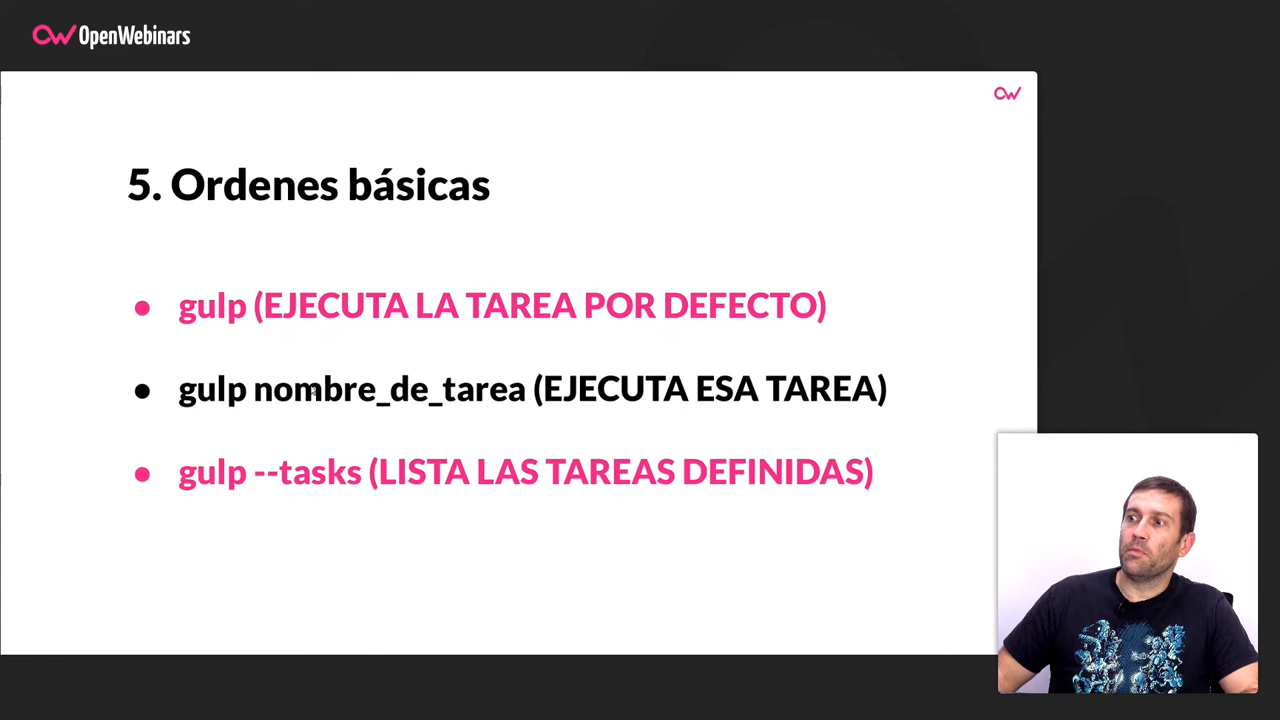 OpenWebinars
5. Ordenes básicas
● gulp (EJECUTA LA TAREA POR DEFECTO)
● gulp nombre_de_tarea (EJECUTA ESA TAREA)
● gulp --tasks (LISTA LAS TAREAS DEFINIDAS)